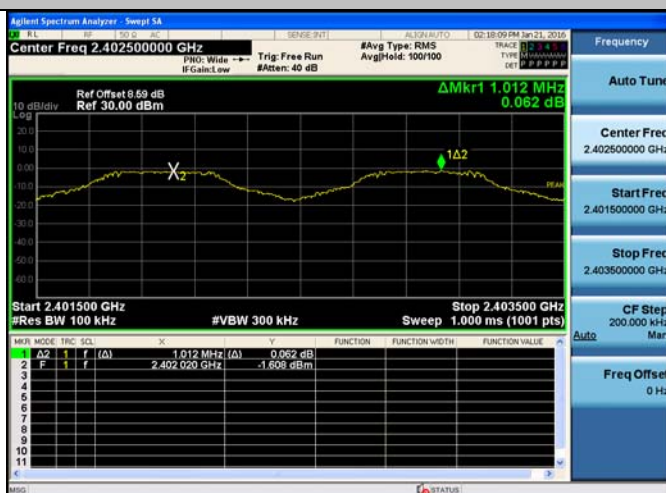 Agilent Spectrum Analyzer - Swept SA
RL RF 50 Ω AC SENSE:INT ALIGN AUTO 02:18:09 PM Jan 21, 2016
Center Freq 2.402500000 GHz #Avg Type: RMS TRACE 1 2 3 4 5 6
PNO: Wide Trig: Free Run Avg|Hold: 100/100 TYPE
IFGain:Low #Atten: 40 dB DET P P P P P P
Ref Offset 8.59 dB ΔMkr1 1.012 MHz
10 dB/div Ref 30.00 dBm 0.062 dB
Log
20.0
10.0
0.00
1Δ2
X2
PEAK
-10.0
-20.0
-30.0
-40.0
-50.0
-60.0
Start 2.401500 GHz Stop 2.403500 GHz
#Res BW 100 kHz #VBW 300 kHz Sweep 1.000 ms (1001 pts)
MKR MODE TRC SCL X Y FUNCTION FUNCTION WIDTH FUNCTION VALUE
1 Δ2 1 f (Δ) 1.012 MHz (Δ) 0.062 dB
2 F 1 f 2.402 020 GHz -1.608 dBm
3
4
5
6
7
8
9
10
11
MSG STATUS
Frequency
Auto Tune
Center Freq
2.402500000 GHz
Start Freq
2.401500000 GHz
Stop Freq
2.403500000 GHz
CF Step
200.000 kHz
Auto Man
Freq Offset
0 Hz